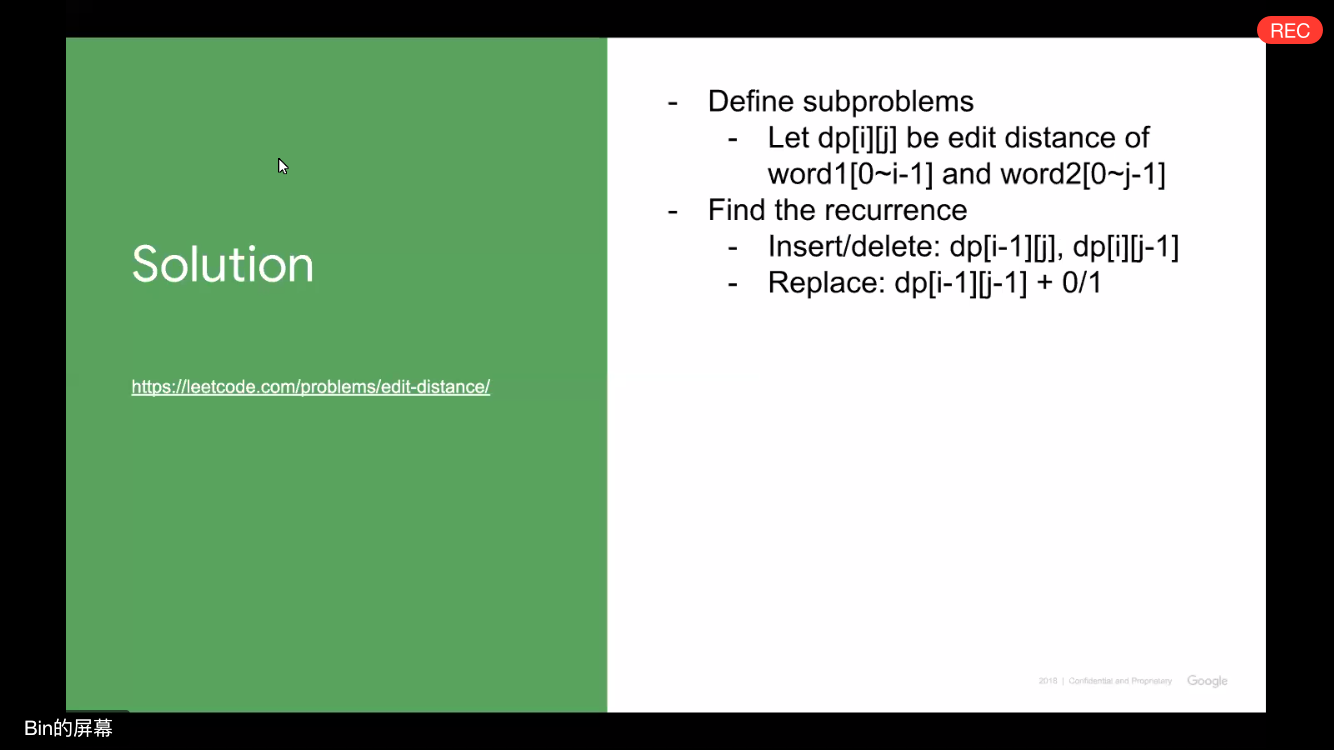 REC
- Define subproblems
- Let dp[i][j] be edit distance of
word1[0~i-1] and word2[0~j-1]
- Find the recurrence
- Insert/delete: dp[i-1][j], dp[i][j-1]
- Replace: dp[i-1][j-1] + 0/1
Solution
https://leetcode.com/problems/edit-distance/
2018 | Confidential and Proprietary Google
Bin的屏幕